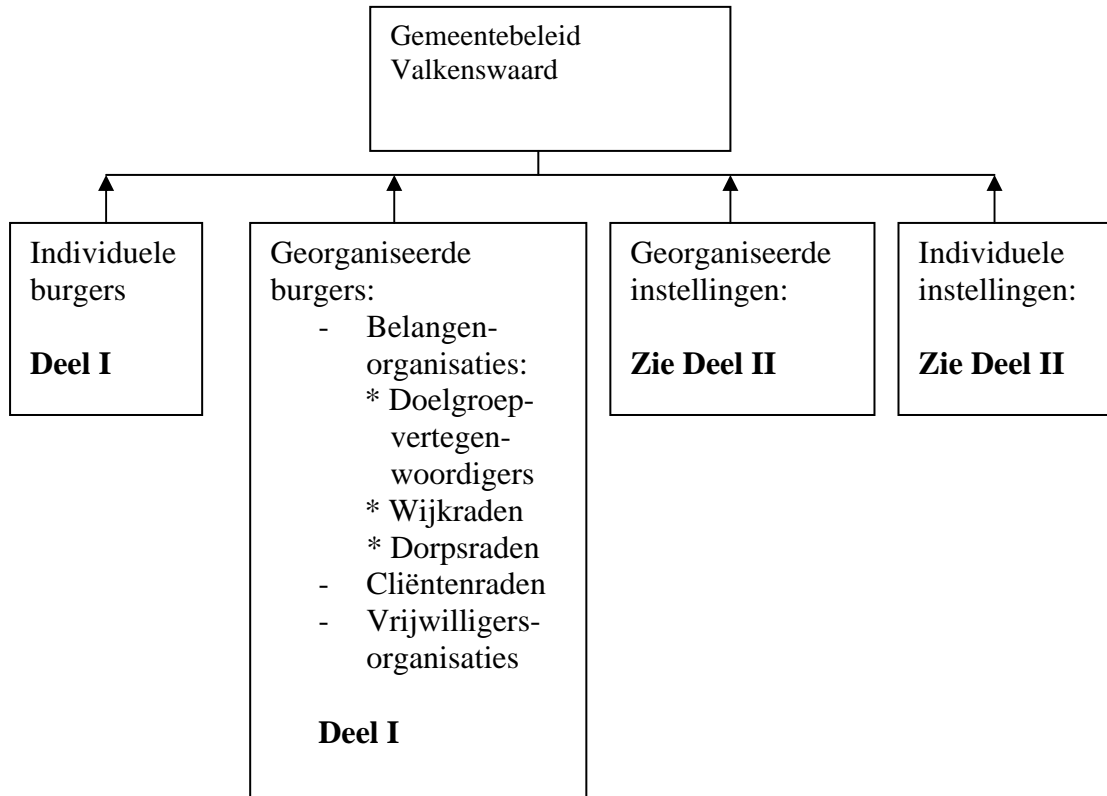 Gemeentebeleid
Valkenswaard
Individuele
burgers
Deel I
Georganiseerde
burgers:
- Belangen-
organisaties:
* Doelgroep-
vertegen-
woordigers
* Wijkraden
* Dorpsraden
- Cliëntenraden
- Vrijwilligers-
organisaties
Deel I
Georganiseerde
instellingen:
Zie Deel II
Individuele
instellingen:
Zie Deel II